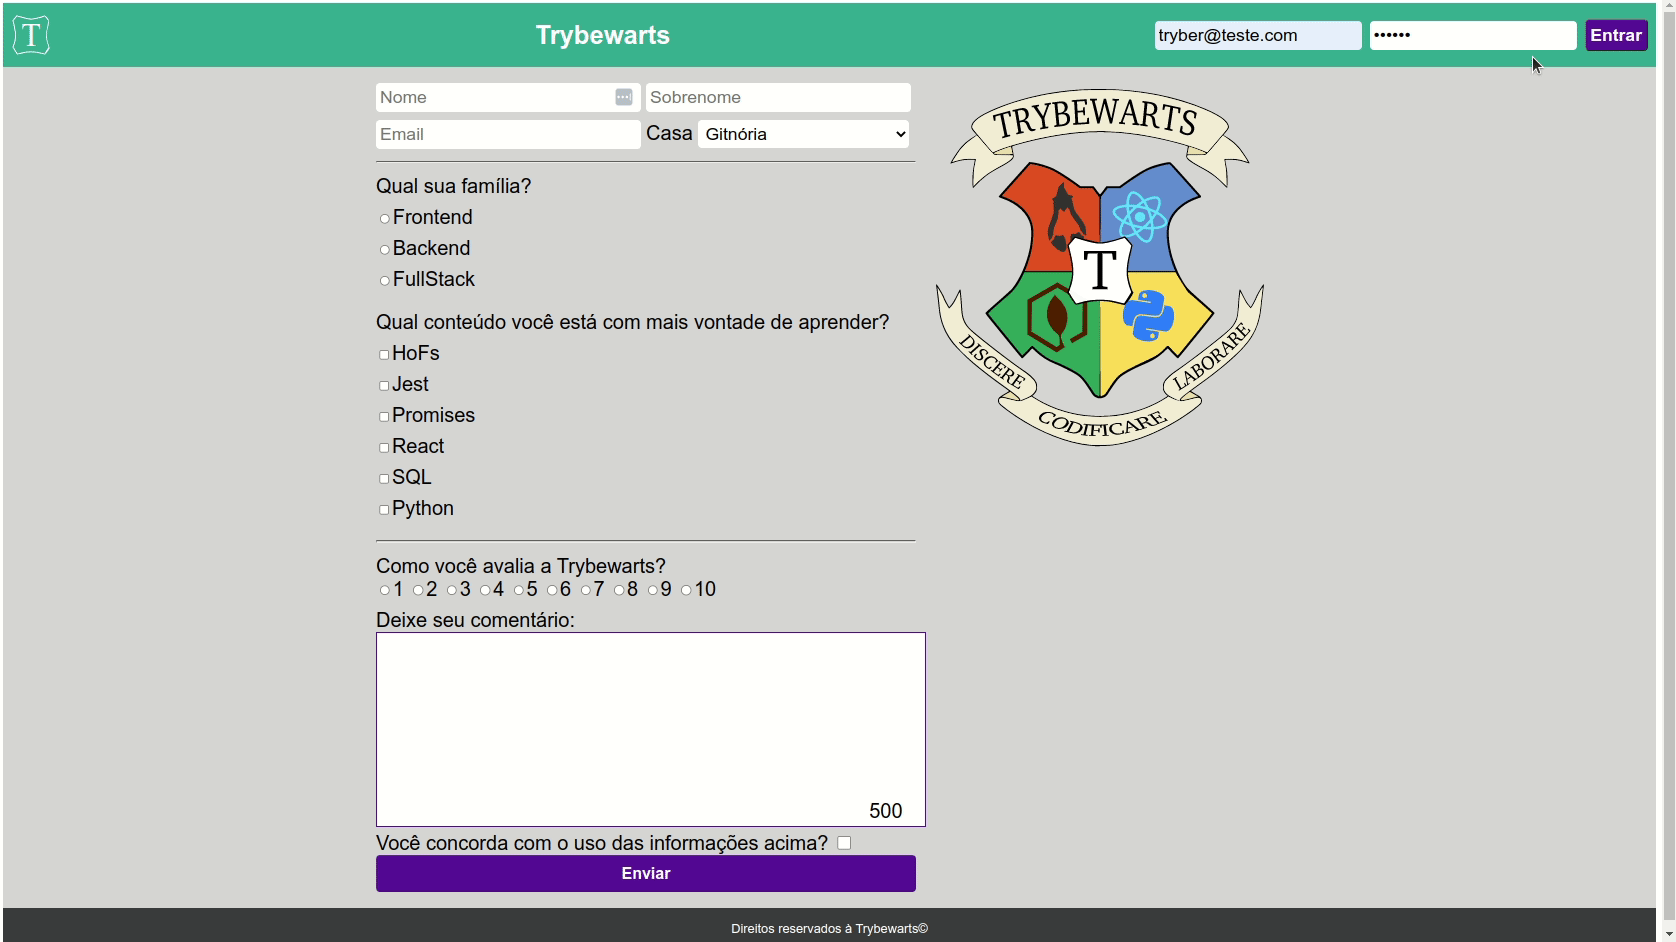 T
Trybewarts
tryber@teste.com
••••••
Entrar
Nome
Sobrenome
Email
Casa
Gitnória
Qual sua família?
Frontend
Backend
FullStack
Qual conteúdo você está com mais vontade de aprender?
HoFs
Jest
Promises
React
SQL
Python
Como você avalia a Trybewarts?
1 2 3 4 5 6 7 8 9 10
Deixe seu comentário:
500
Você concorda com o uso das informações acima?
Enviar
TRYBEWARTS
T
DISCERE
CODIFICARE
LABORARE
Direitos reservados à Trybewarts©